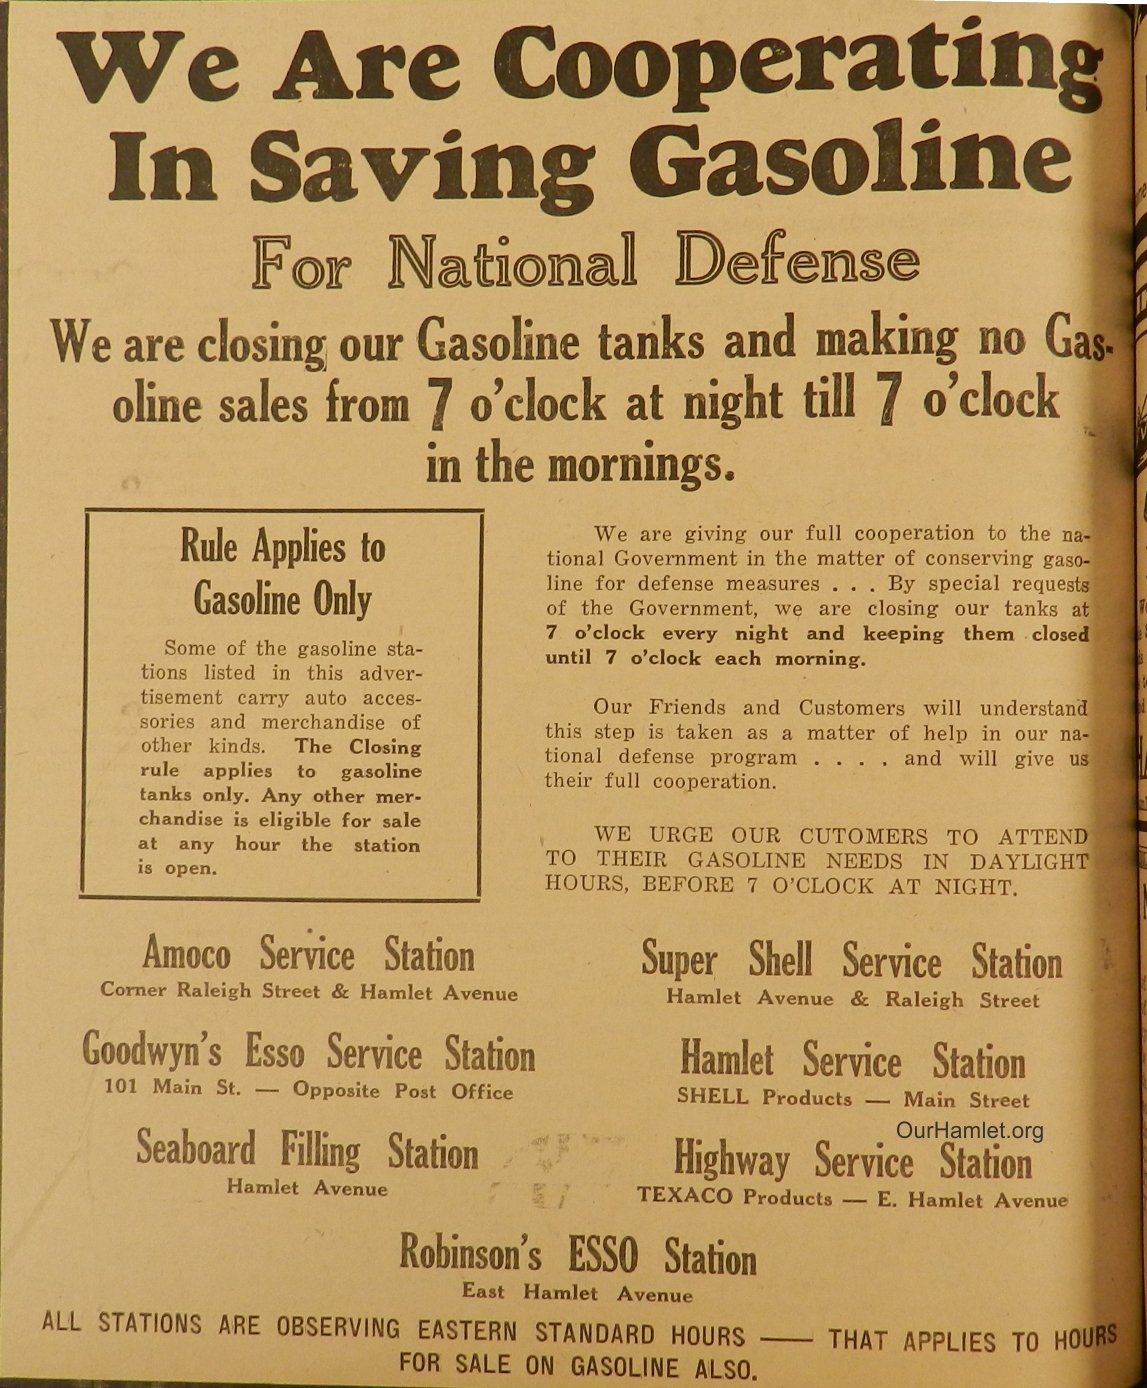 We Are Cooperating
In Saving Gasoline
For National Defense
We are closing our Gasoline tanks and making no Gas-
oline sales from 7 o'clock at night till 7 o'clock
in the mornings.
Rule Applies to
Gasoline Only
Some of the gasoline sta-
tions listed in this adver-
tisement carry auto acces-
sories and merchandise of
other kinds. The Closing
rule applies to gasoline
tanks only. Any other mer-
chandise is eligible for sale
at any hour the station
is open.
We are giving our full cooperation to the na-
tional Government in the matter of conserving gaso-
line for defense measures . . . By special requests
of the Government, we are closing our tanks at
7 o'clock every night and keeping them closed
until 7 o'clock each morning.
Our Friends and Customers will understand
this step is taken as a matter of help in our na-
tional defense program . . . . and will give us
their full cooperation.
WE URGE OUR CUTOMERS TO ATTEND
TO THEIR GASOLINE NEEDS IN DAYLIGHT
HOURS, BEFORE 7 O'CLOCK AT NIGHT.
Amoco Service Station
Corner Raleigh Street & Hamlet Avenue
Super Shell Service Station
Hamlet Avenue & Raleigh Street
Goodwyn's Esso Service Station
101 Main St. — Opposite Post Office
Hamlet Service Station
SHELL Products — Main Street
OurHamlet.org
Seaboard Filling Station
Hamlet Avenue
Highway Service Station
TEXACO Products — E. Hamlet Avenue
Robinson's ESSO Station
East Hamlet Avenue
ALL STATIONS ARE OBSERVING EASTERN STANDARD HOURS —— THAT APPLIES TO HOURS
FOR SALE ON GASOLINE ALSO.